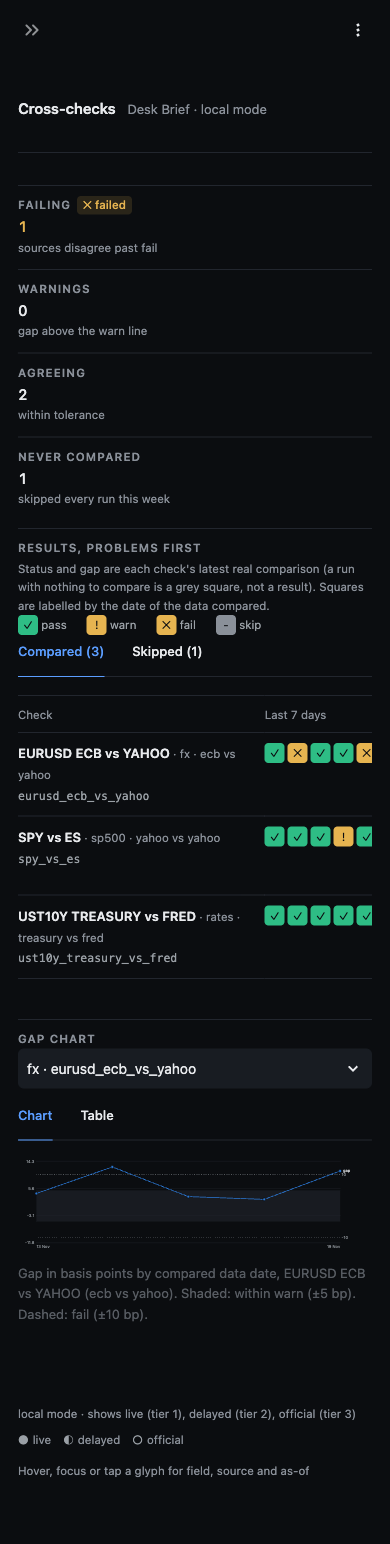 Cross-checks Desk Brief · local mode
FAILING × failed
1
sources disagree past fail
WARNINGS
0
gap above the warn line
AGREEING
2
within tolerance
NEVER COMPARED
1
skipped every run this week
RESULTS, PROBLEMS FIRST
Status and gap are each check's latest real comparison (a run
with nothing to compare is a grey square, not a result). Squares
are labelled by the date of the data compared.
✓ pass ! warn × fail - skip
Compared (3) Skipped (1)
Check Last 7 days
EURUSD ECB vs YAHOO · fx · ecb vs
yahoo
eurusd_ecb_vs_yahoo
SPY vs ES · sp500 · yahoo vs yahoo
spy_vs_es
UST10Y TREASURY vs FRED · rates ·
treasury vs fred
ust10y_treasury_vs_fred
GAP CHART
fx · eurusd_ecb_vs_yahoo
Chart Table
13 Nov 19 Nov
Gap in basis points by compared data date, EURUSD ECB
vs YAHOO (ecb vs yahoo). Shaded: within warn (±5 bp).
Dashed: fail (±10 bp).
local mode · shows live (tier 1), delayed (tier 2), official (tier 3)
live delayed official
Hover, focus or tap a glyph for field, source and as-of